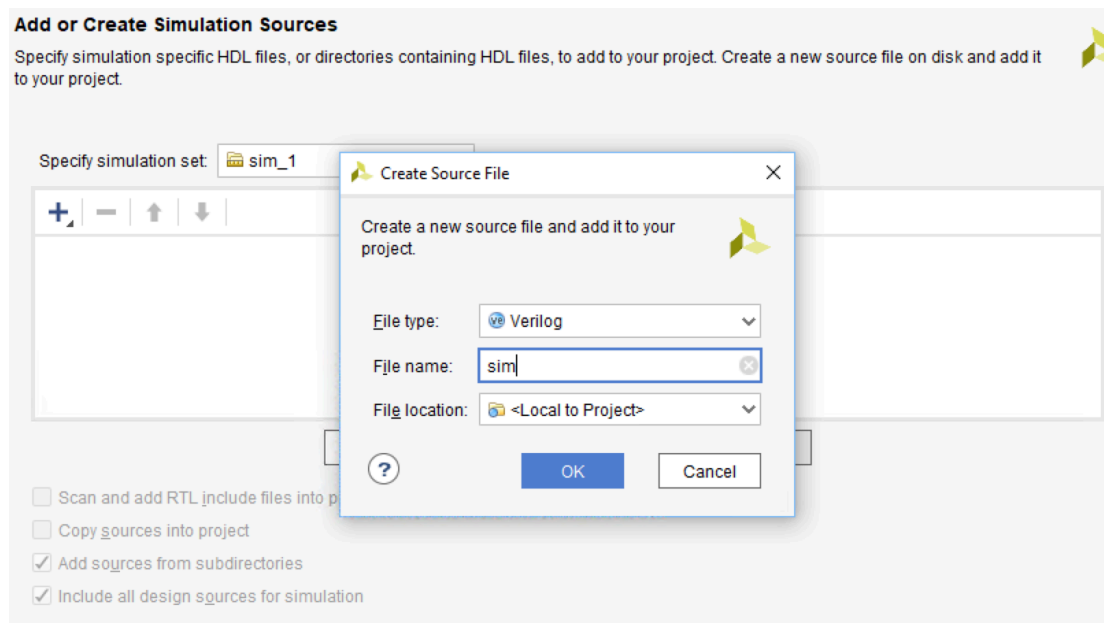 Add or Create Simulation Sources
Specify simulation specific HDL files, or directories containing HDL files, to add to your project. Create a new source file on disk and add it
to your project.
Specify simulation set: sim_1
Create Source File
Create a new source file and add it to your
project.
File type: Verilog
File name: sim
File location: <Local to Project>
? OK Cancel
Scan and add RTL include files into p
Copy sources into project
Add sources from subdirectories
Include all design sources for simulation